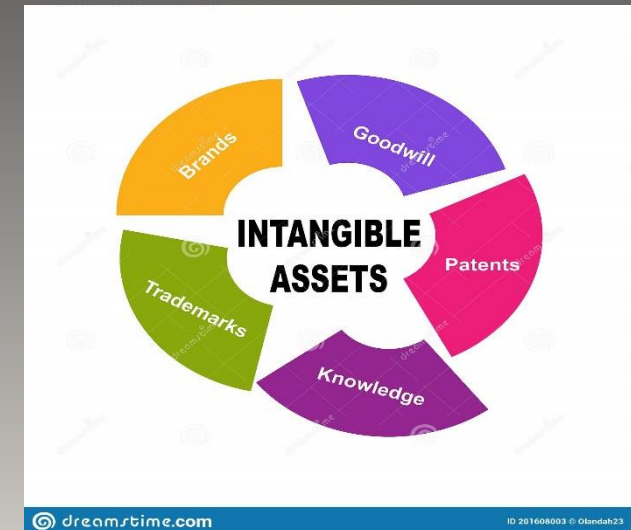 Brands
Goodwill
INTANGIBLE
ASSETS
Patents
Trademarks
Knowledge
dreamstime.com
ID 201608003 © Olandah23